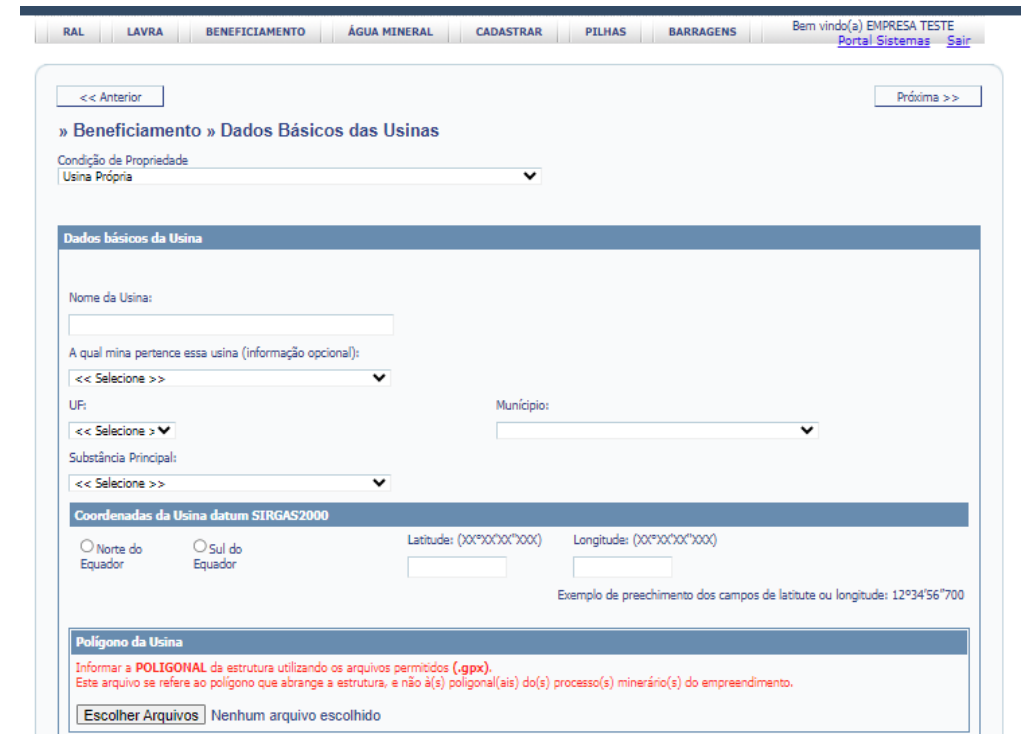 RAL LAVRA BENEFICIAMENTO ÁGUA MINERAL CADASTRAR PILHAS BARRAGENS Bem vindo(a) EMPRESA TESTE
Portal Sistemas Sair
<< Anterior Próxima >>
» Beneficiamento » Dados Básicos das Usinas
Condição de Propriedade
Usina Própria
Dados básicos da Usina
Nome da Usina:
A qual mina pertence essa usina (informação opcional):
<< Selecione >>
UF: Munícipio:
<< Selecione >
Substância Principal:
<< Selecione >>
Coordenadas da Usina datum SIRGAS2000
Norte do Equador Sul do Equador Latitude: (XX°XX'XX"XXX) Longitude: (XX°XX'XX"XXX)
Exemplo de preechimento dos campos de latitute ou longitude: 12º34'56"700
Polígono da Usina
Informar a POLIGONAL da estrutura utilizando os arquivos permitidos (.gpx).
Este arquivo se refere ao polígono que abrange a estrutura, e não à(s) poligonal(ais) do(s) processo(s) minerário(s) do empreendimento.
Escolher Arquivos Nenhum arquivo escolhido